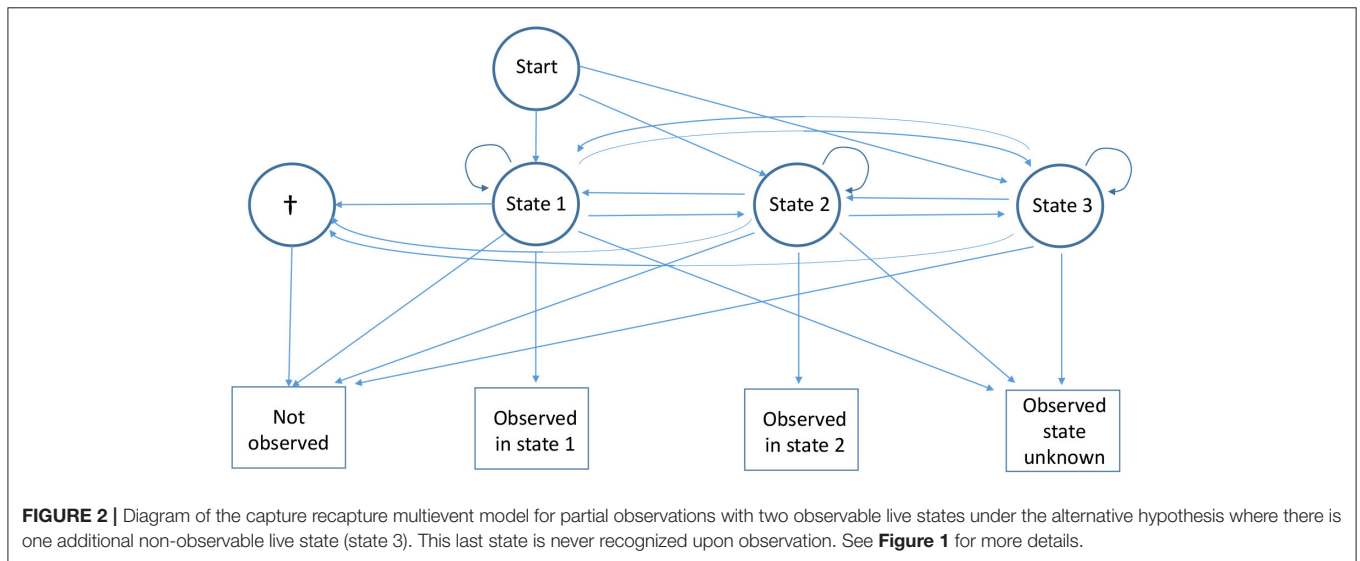 Start
†
State 1
State 2
State 3
Not
observed
Observed
in state 1
Observed
in state 2
Observed
state
unknown
FIGURE 2 | Diagram of the capture recapture multievent model for partial observations with two observable live states under the alternative hypothesis where there is
one additional non-observable live state (state 3). This last state is never recognized upon observation. See Figure 1 for more details.